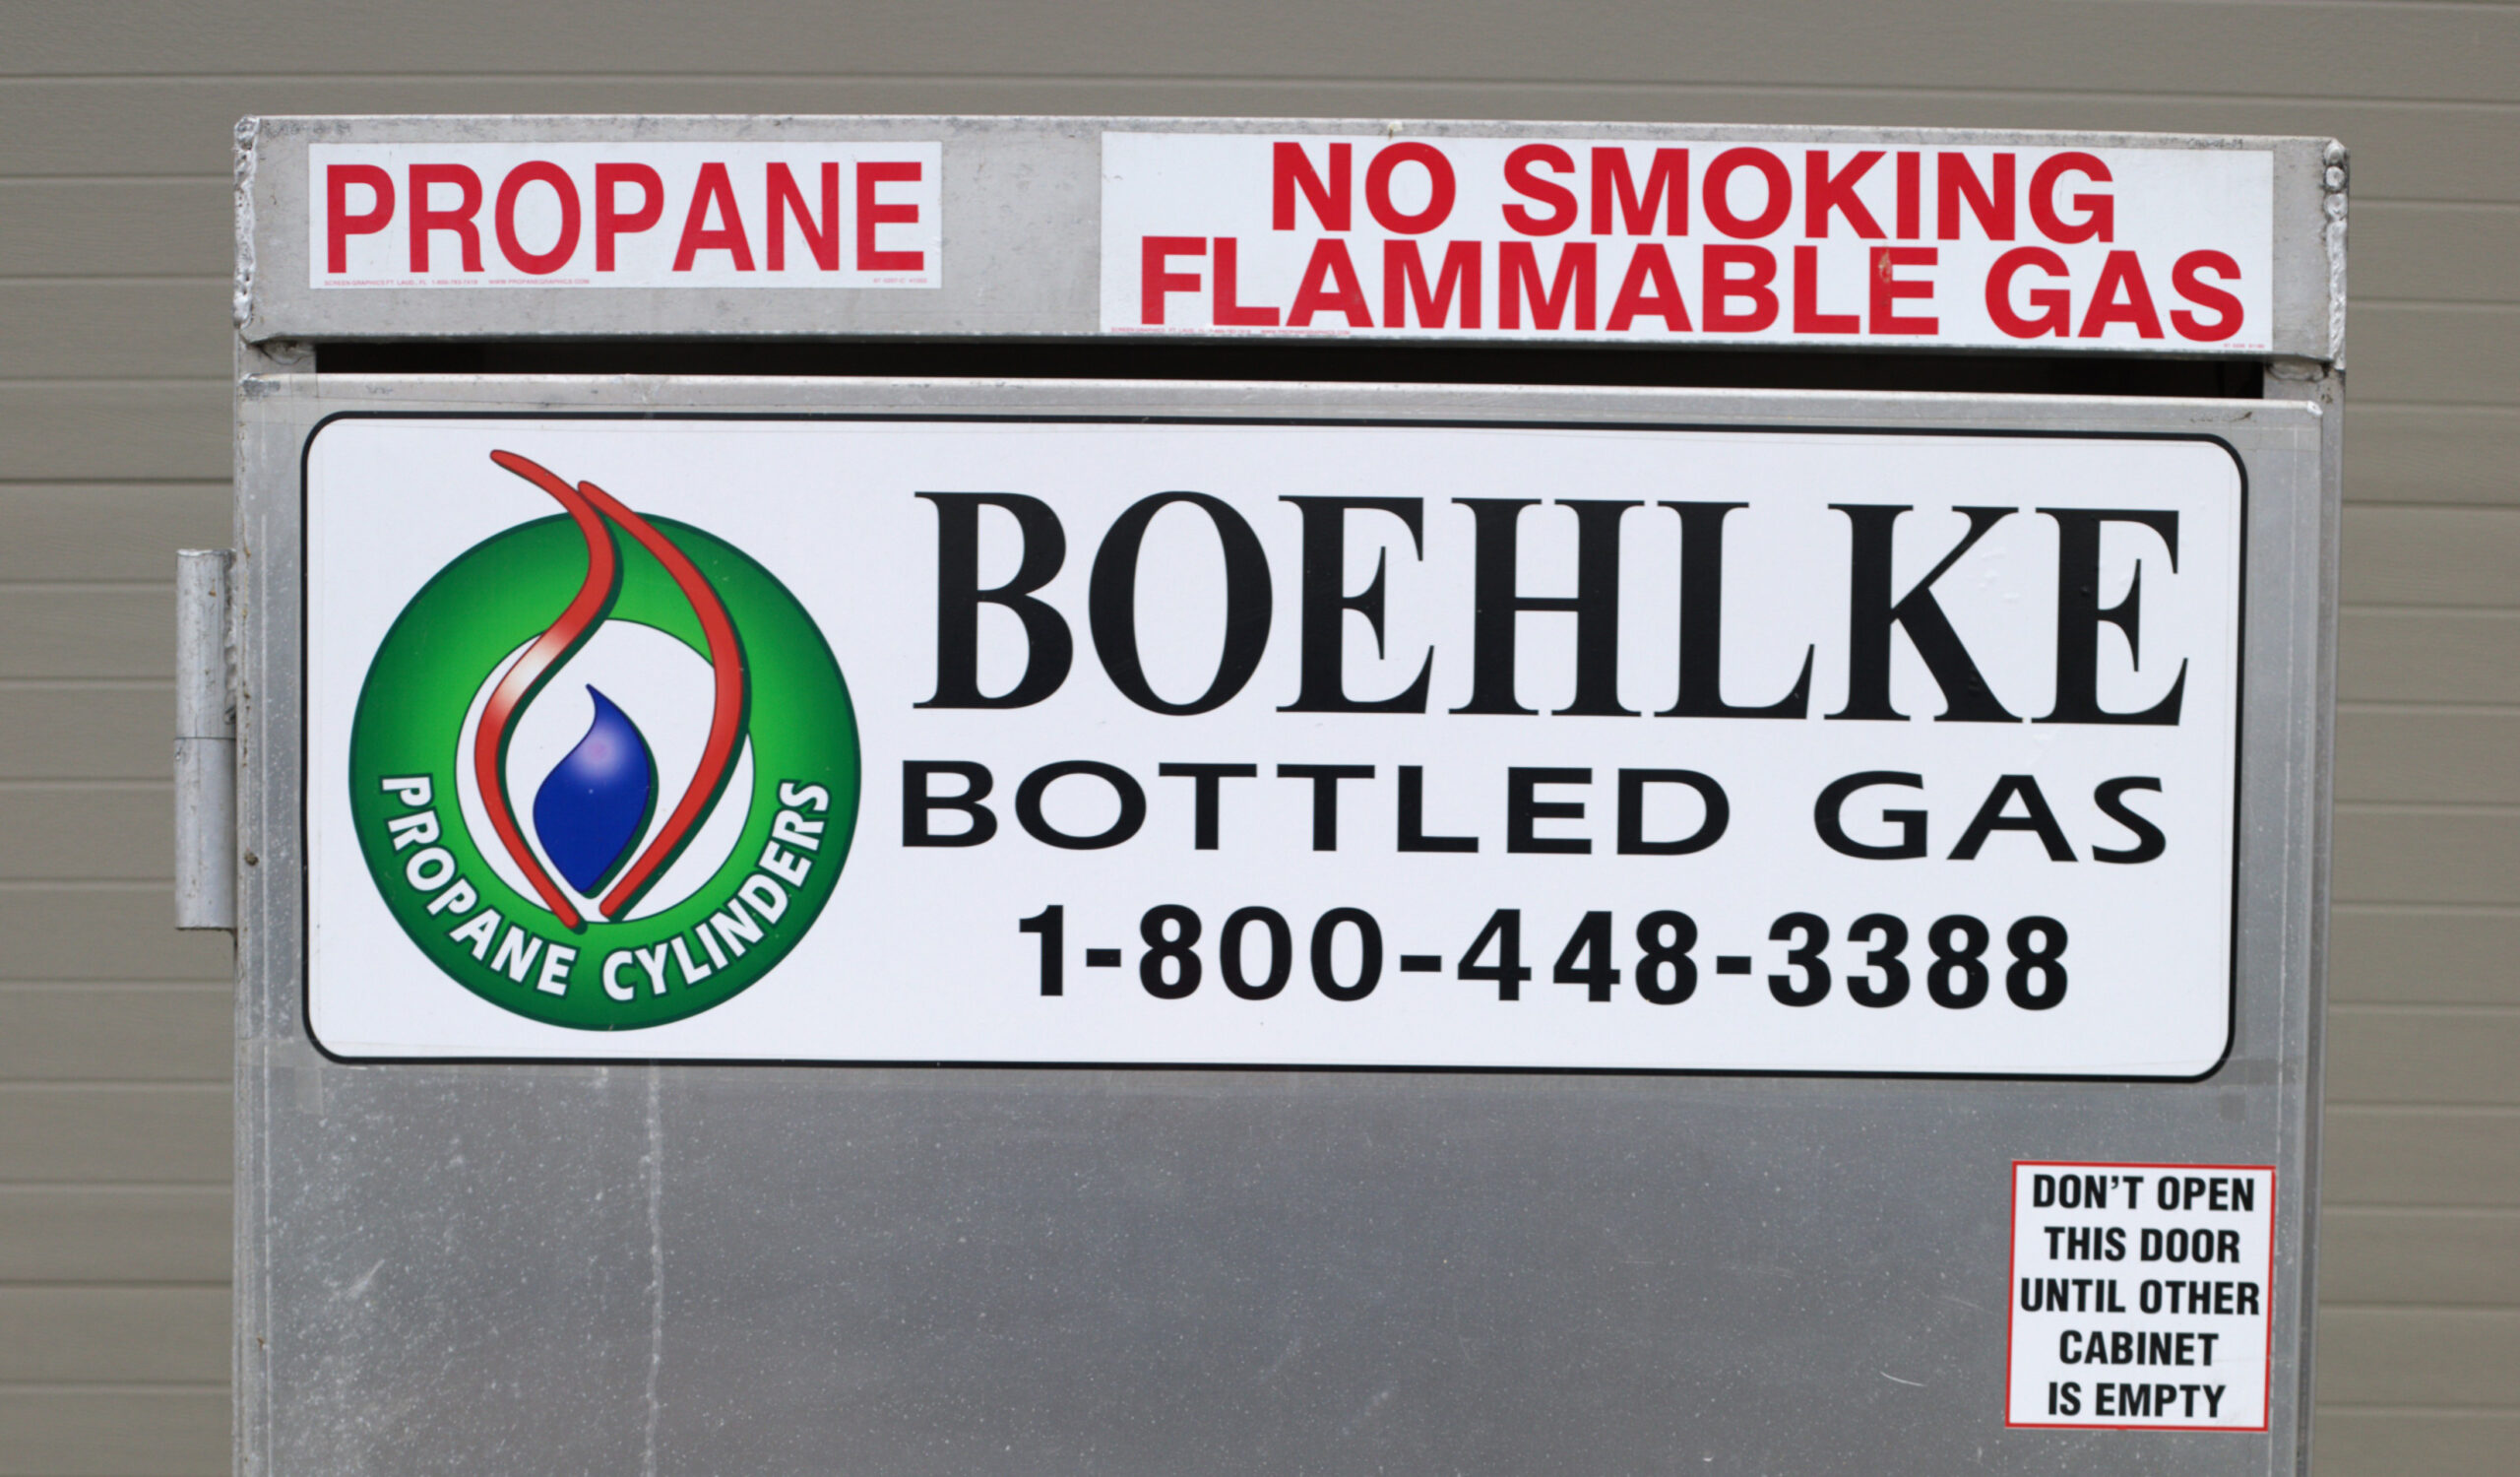 PROPANE
NO SMOKING
FLAMMABLE GAS
BOEHLKE
BOTTLED GAS
1-800-448-3388
PROPANE CYLINDERS
DON'T OPEN
THIS DOOR
UNTIL OTHER
CABINET
IS EMPTY